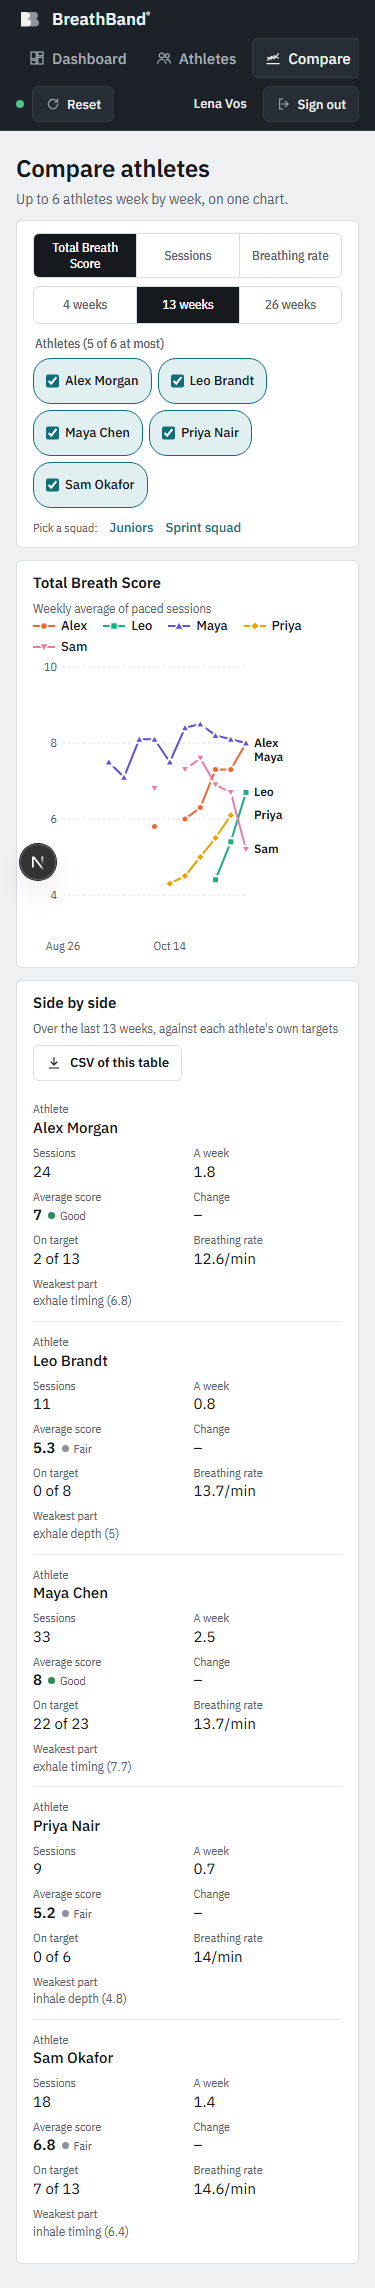 BreathBand®
Dashboard Athletes Compare
Reset Lena Vos Sign out
Compare athletes
Up to 6 athletes week by week, on one chart.
Total Breath Score Sessions Breathing rate
4 weeks 13 weeks 26 weeks
Athletes (5 of 6 at most)
Alex Morgan Leo Brandt
Maya Chen Priya Nair
Sam Okafor
Pick a squad: Juniors Sprint squad
Total Breath Score
Weekly average of paced sessions
Alex Leo Maya Priya
Sam
10
8
Alex
Maya
Leo
6
Priya
Sam
N
4
Aug 26 Oct 14
Side by side
Over the last 13 weeks, against each athlete's own targets
CSV of this table
Athlete
Alex Morgan
Sessions A week
24 1.8
Average score Change
7 Good –
On target Breathing rate
2 of 13 12.6/min
Weakest part
exhale timing (6.8)
Athlete
Leo Brandt
Sessions A week
11 0.8
Average score Change
5.3 Fair –
On target Breathing rate
0 of 8 13.7/min
Weakest part
exhale depth (5)
Athlete
Maya Chen
Sessions A week
33 2.5
Average score Change
8 Good –
On target Breathing rate
22 of 23 13.7/min
Weakest part
exhale timing (7.7)
Athlete
Priya Nair
Sessions A week
9 0.7
Average score Change
5.2 Fair –
On target Breathing rate
0 of 6 14/min
Weakest part
inhale depth (4.8)
Athlete
Sam Okafor
Sessions A week
18 1.4
Average score Change
6.8 Fair –
On target Breathing rate
7 of 13 14.6/min
Weakest part
inhale timing (6.4)